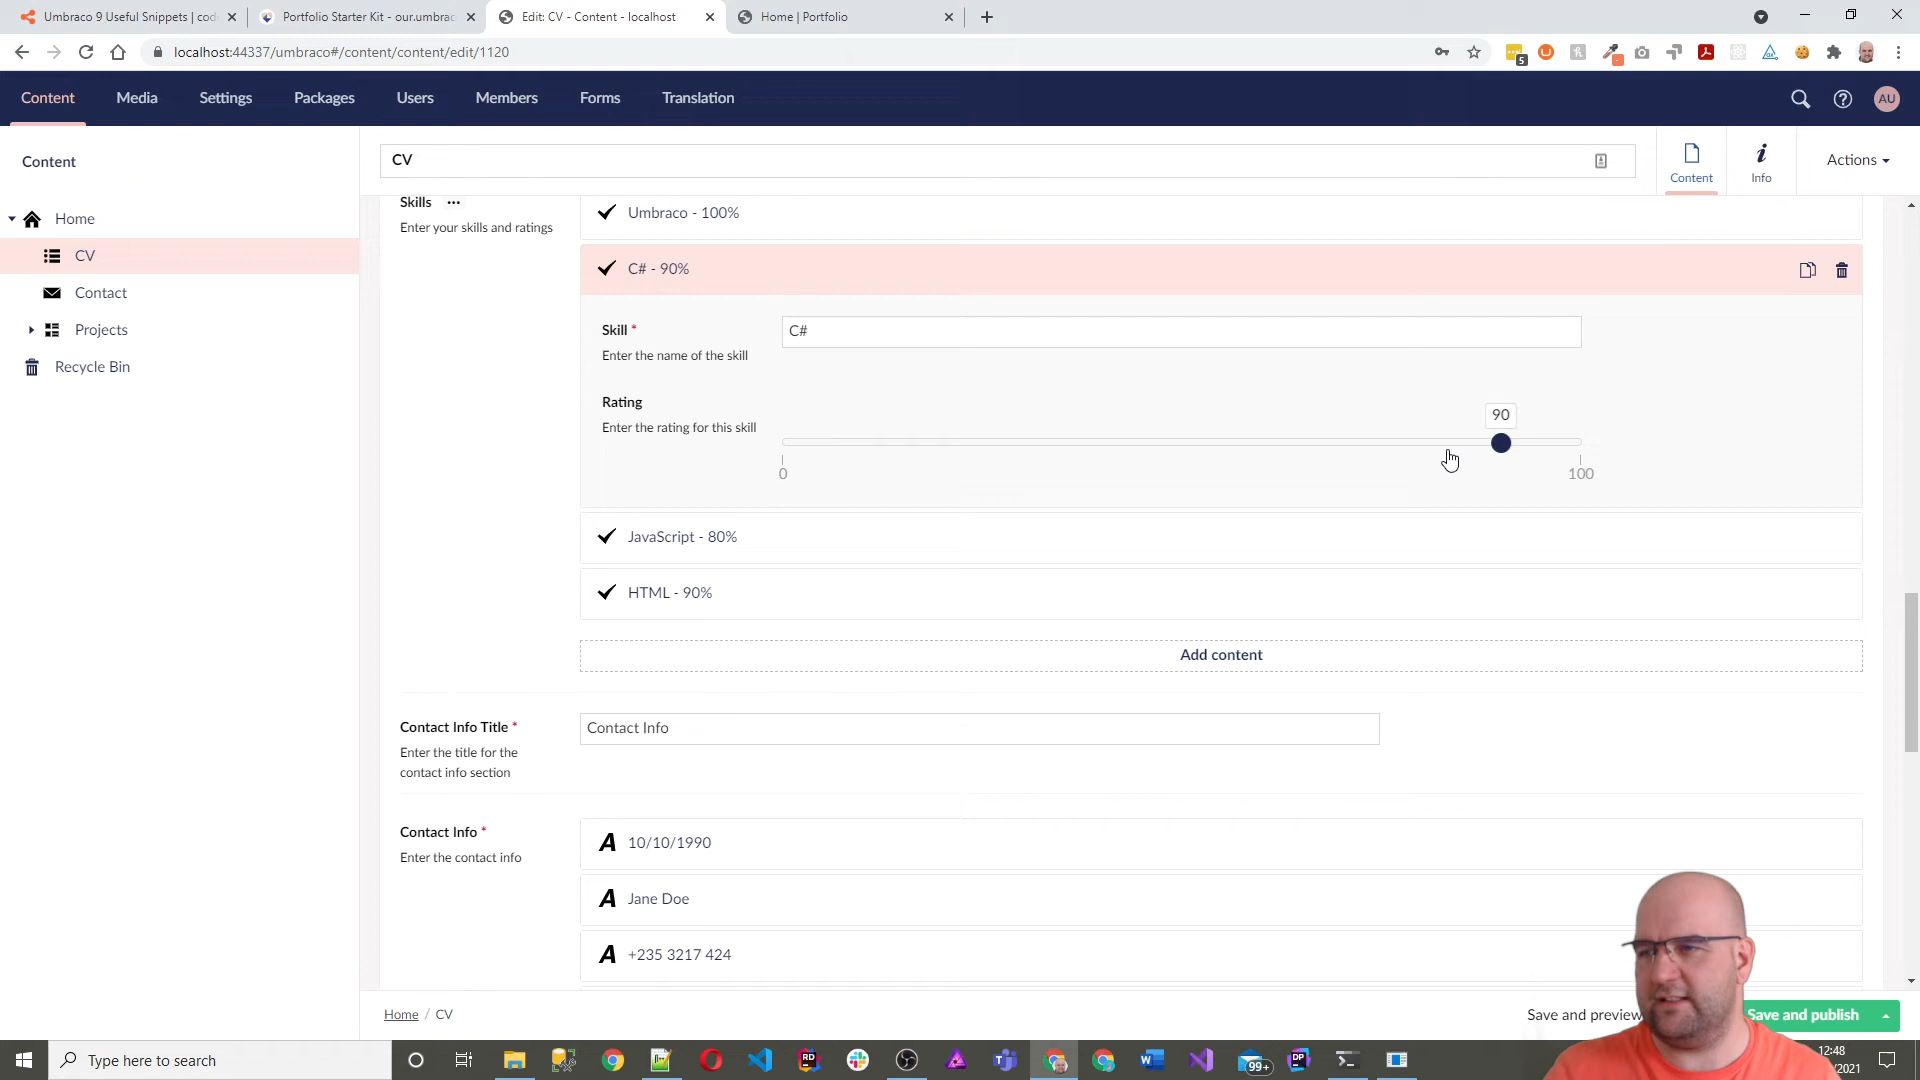 Umbraco 9 Useful Snippets | cod
Portfolio Starter Kit - our.umbrac
Edit: CV - Content - localhost
Home | Portfolio
localhost:44337/umbraco#/content/content/edit/1120
5
Content
Media
Settings
Packages
Users
Members
Forms
Translation
AU
Content
CV
Content
Info
Actions
Home
CV
Contact
Projects
Recycle Bin
Skills
Enter your skills and ratings
Umbraco - 100%
C# - 90%
Skill *
Enter the name of the skill
C#
Rating
Enter the rating for this skill
90
0
100
JavaScript - 80%
HTML - 90%
Add content
Contact Info Title *
Enter the title for the
contact info section
Contact Info
Contact Info *
Enter the contact info
A 10/10/1990
A Jane Doe
A +235 3217 424
Home / CV
Save and preview
Save and publish
Type here to search
RD
99+
DP
12:48
/2021